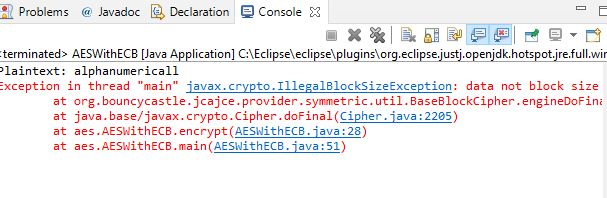 Problems @ Javadoc Declaration Console
<terminated> AESWithECB [Java Application] C:\Eclipse\eclipse\plugins\org.eclipse.justj.openjdk.hotspot.jre.full.win
Plaintext: alphanumericall
Exception in thread "main" javax.crypto.IllegalBlockSizeException: data not block size
at org.bouncycastle.jcajce.provider.symmetric.util.BaseBlockCipher.engineDoFina
at java.base/javax.crypto.Cipher.doFinal(Cipher.java:2205)
at aes.AESWithECB.encrypt(AESWithECB.java:28)
at aes.AESWithECB.main(AESWithECB.java:51)